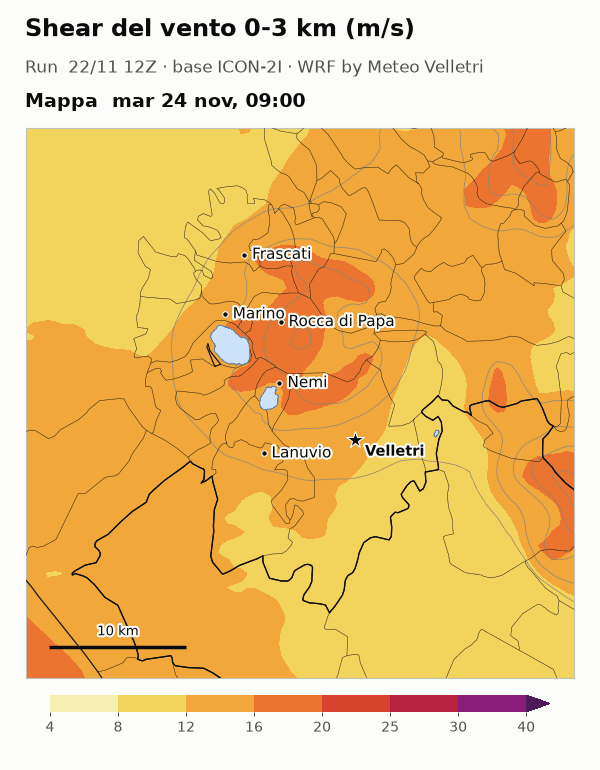 Shear del vento 0-3 km (m/s)
Run  22/11 12Z · base ICON-2I · WRF by Meteo Velletri
Mappa  mar 24 nov, 09:00
Frascati
Marino
Rocca di Papa
Nemi
Velletri
Lanuvio
10 km
4 8 12 16 20 25 30 40